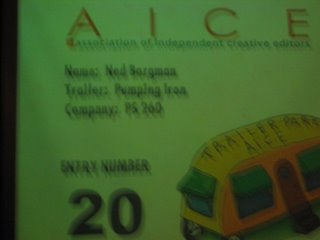 AICE
association of independent creative editors
Name: Ned Borgman
Trailer: Pumping Iron
Company: PS 260
TRAILER PARK
AICE
ENTRY NUMBER
20